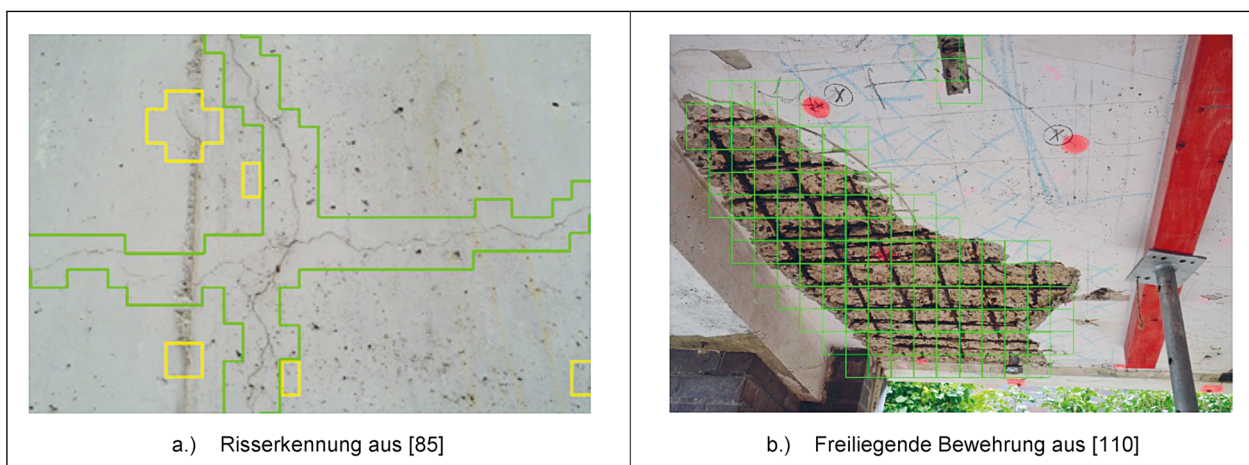 a.) Risserkennung aus [85]
b.) Freiliegende Bewehrung aus [110]